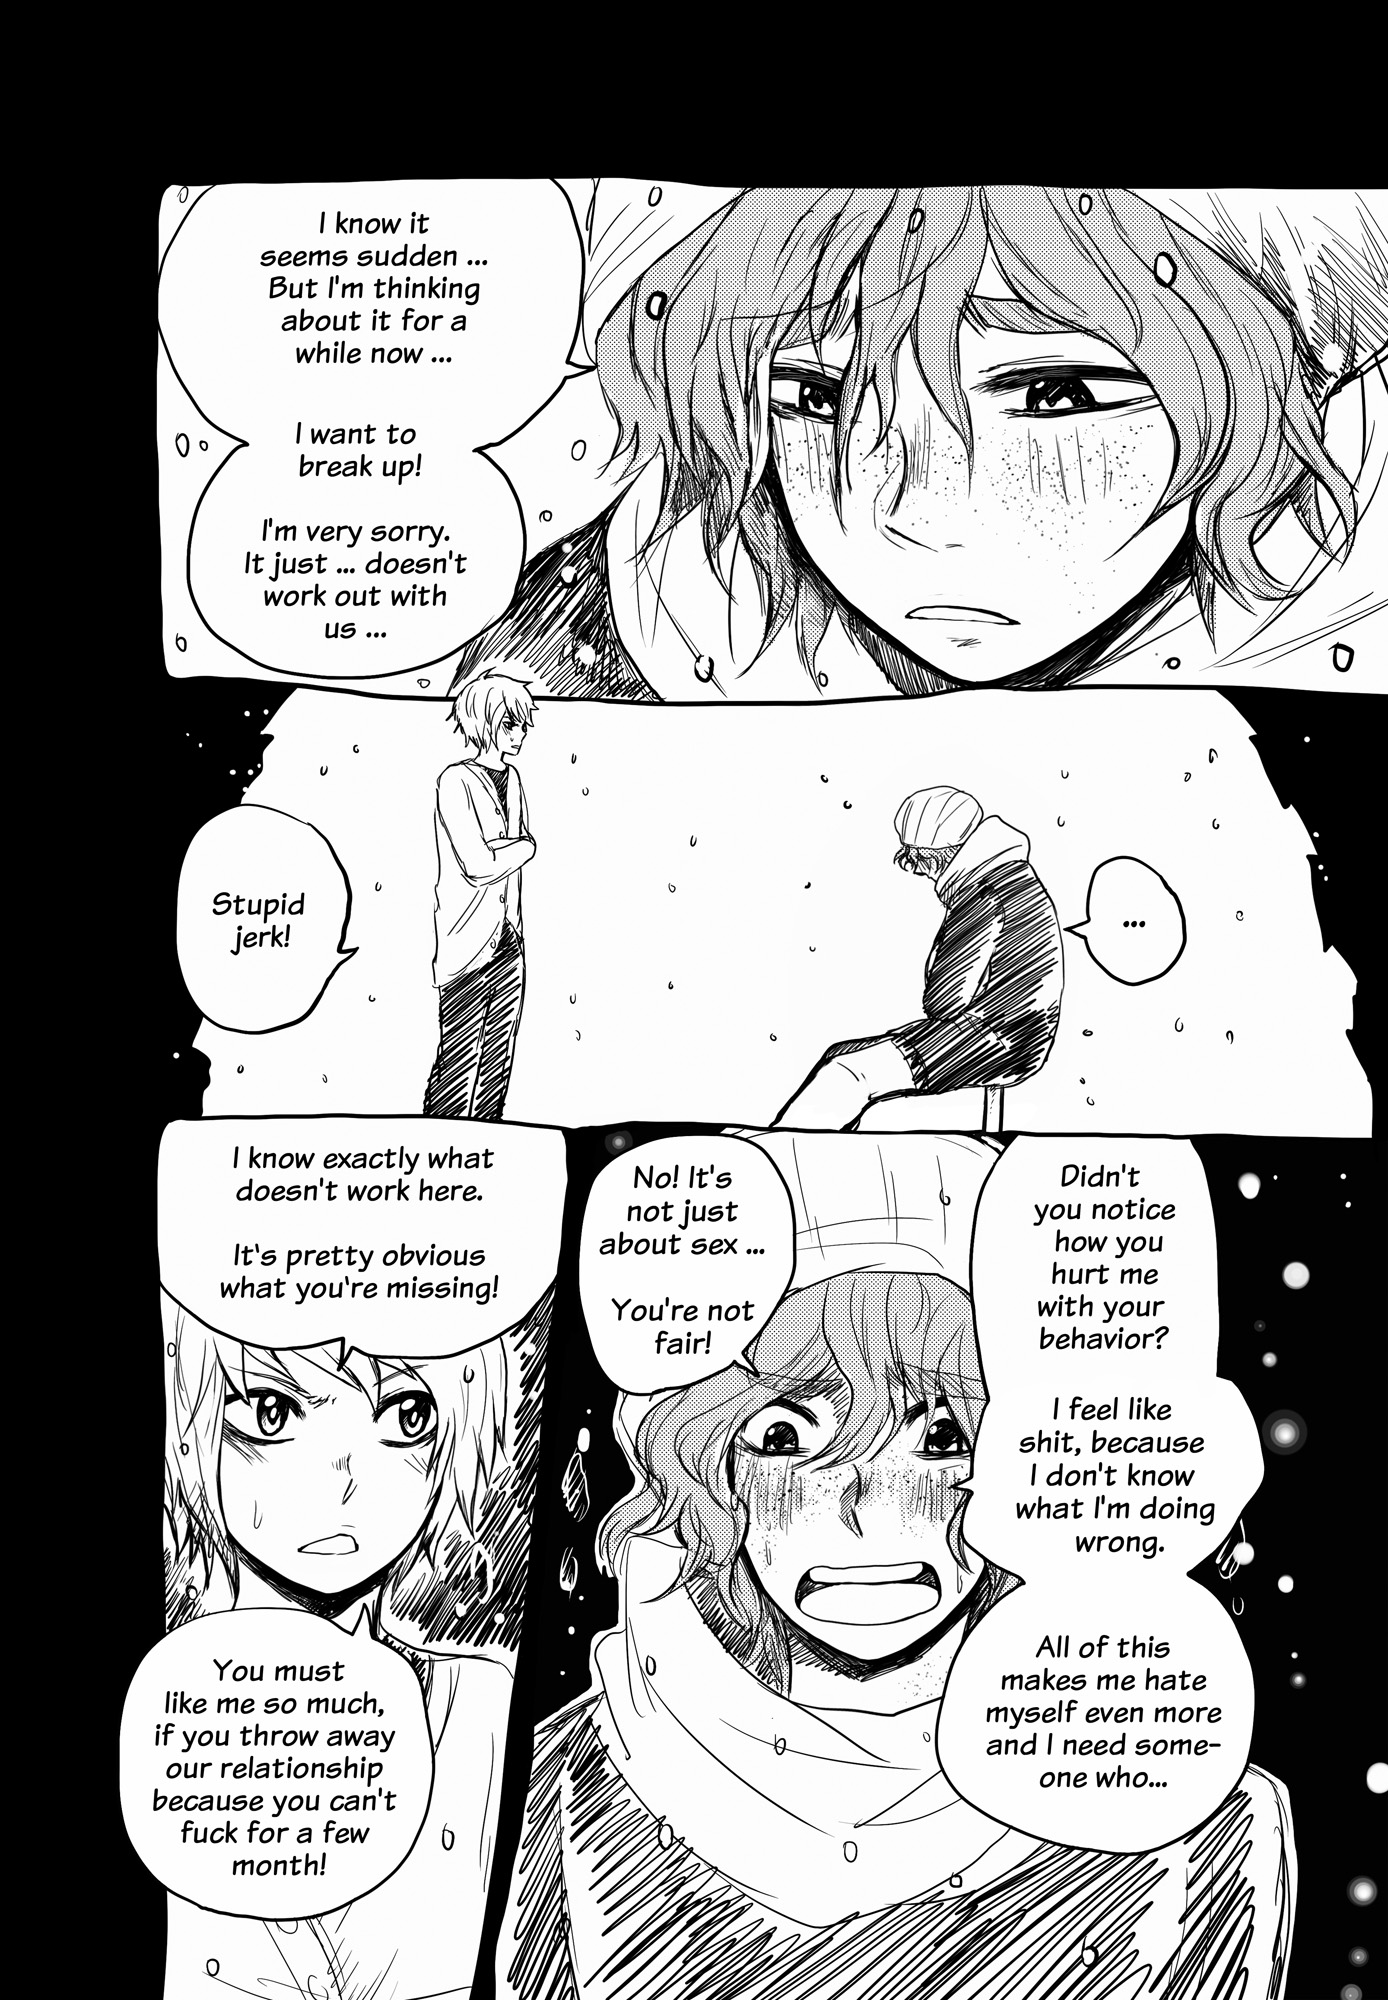 I know it
seems sudden ...
But I'm thinking
about it for a
while now ...
I want to
break up!
I'm very sorry.
It just ... doesn't
work out with
us ...
Stupid
jerk!
...
I know exactly what
doesn't work here.
It's pretty obvious
what you're missing!
You must
like me so much,
if you throw away
our relationship
because you can't
fuck for a few
month!
No! It's
not just
about sex ...
You're not
fair!
Didn't
you notice
how you
hurt me
with your
behavior?
I feel like
shit, because
I don't know
what I'm doing
wrong.
All of this
makes me hate
myself even more
and I need some-
one who...